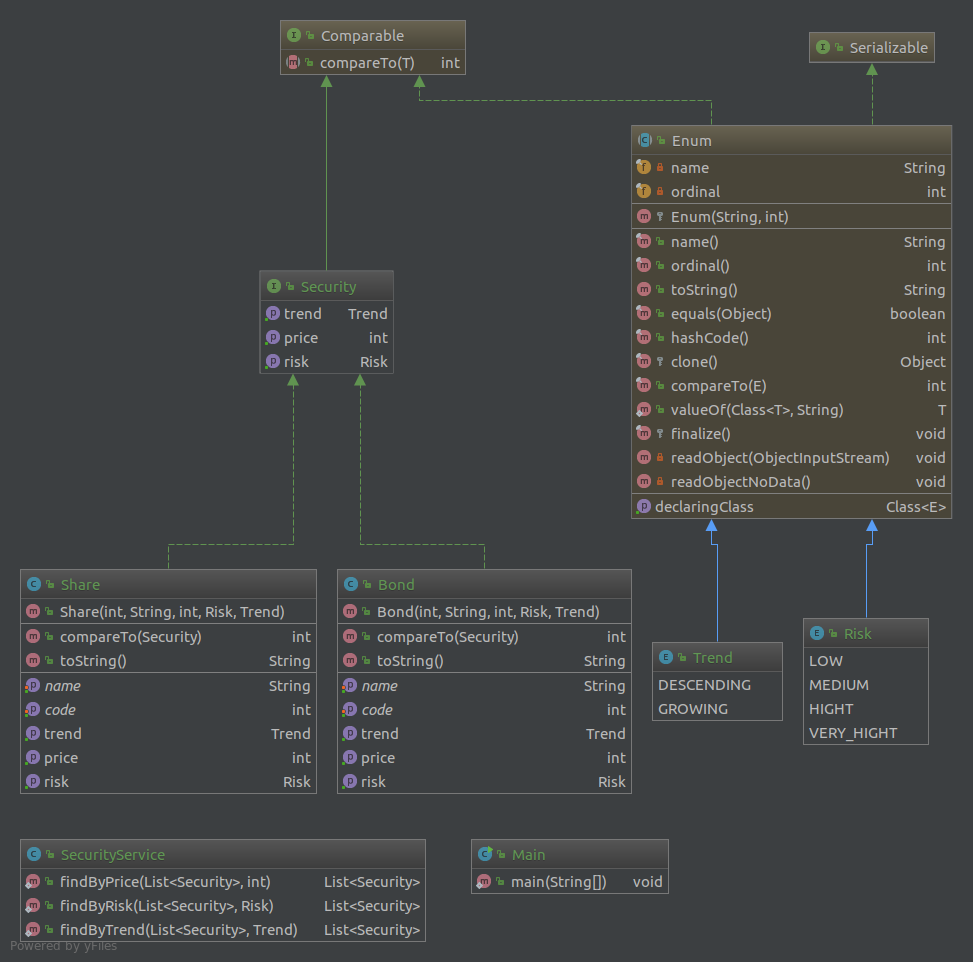 Comparable
compareTo(T) int
Serializable
Enum
name String
ordinal int
Enum(String, int)
name() String
ordinal() int
toString() String
equals(Object) boolean
hashCode() int
clone() Object
compareTo(E) int
valueOf(Class<T>, String) T
finalize() void
readObject(ObjectInputStream) void
readObjectNoData() void
declaringClass Class<E>
Security
trend Trend
price int
risk Risk
Share
Share(int, String, int, Risk, Trend)
compareTo(Security) int
toString() String
name String
code int
trend Trend
price int
risk Risk
Bond
Bond(int, String, int, Risk, Trend)
compareTo(Security) int
toString() String
name String
code int
trend Trend
price int
risk Risk
Trend
DESCENDING
GROWING
Risk
LOW
MEDIUM
HIGHT
VERY_HIGHT
SecurityService
findByPrice(List<Security>, int) List<Security>
findByRisk(List<Security>, Risk) List<Security>
findByTrend(List<Security>, Trend) List<Security>
Main
main(String[]) void
Powered by yFiles